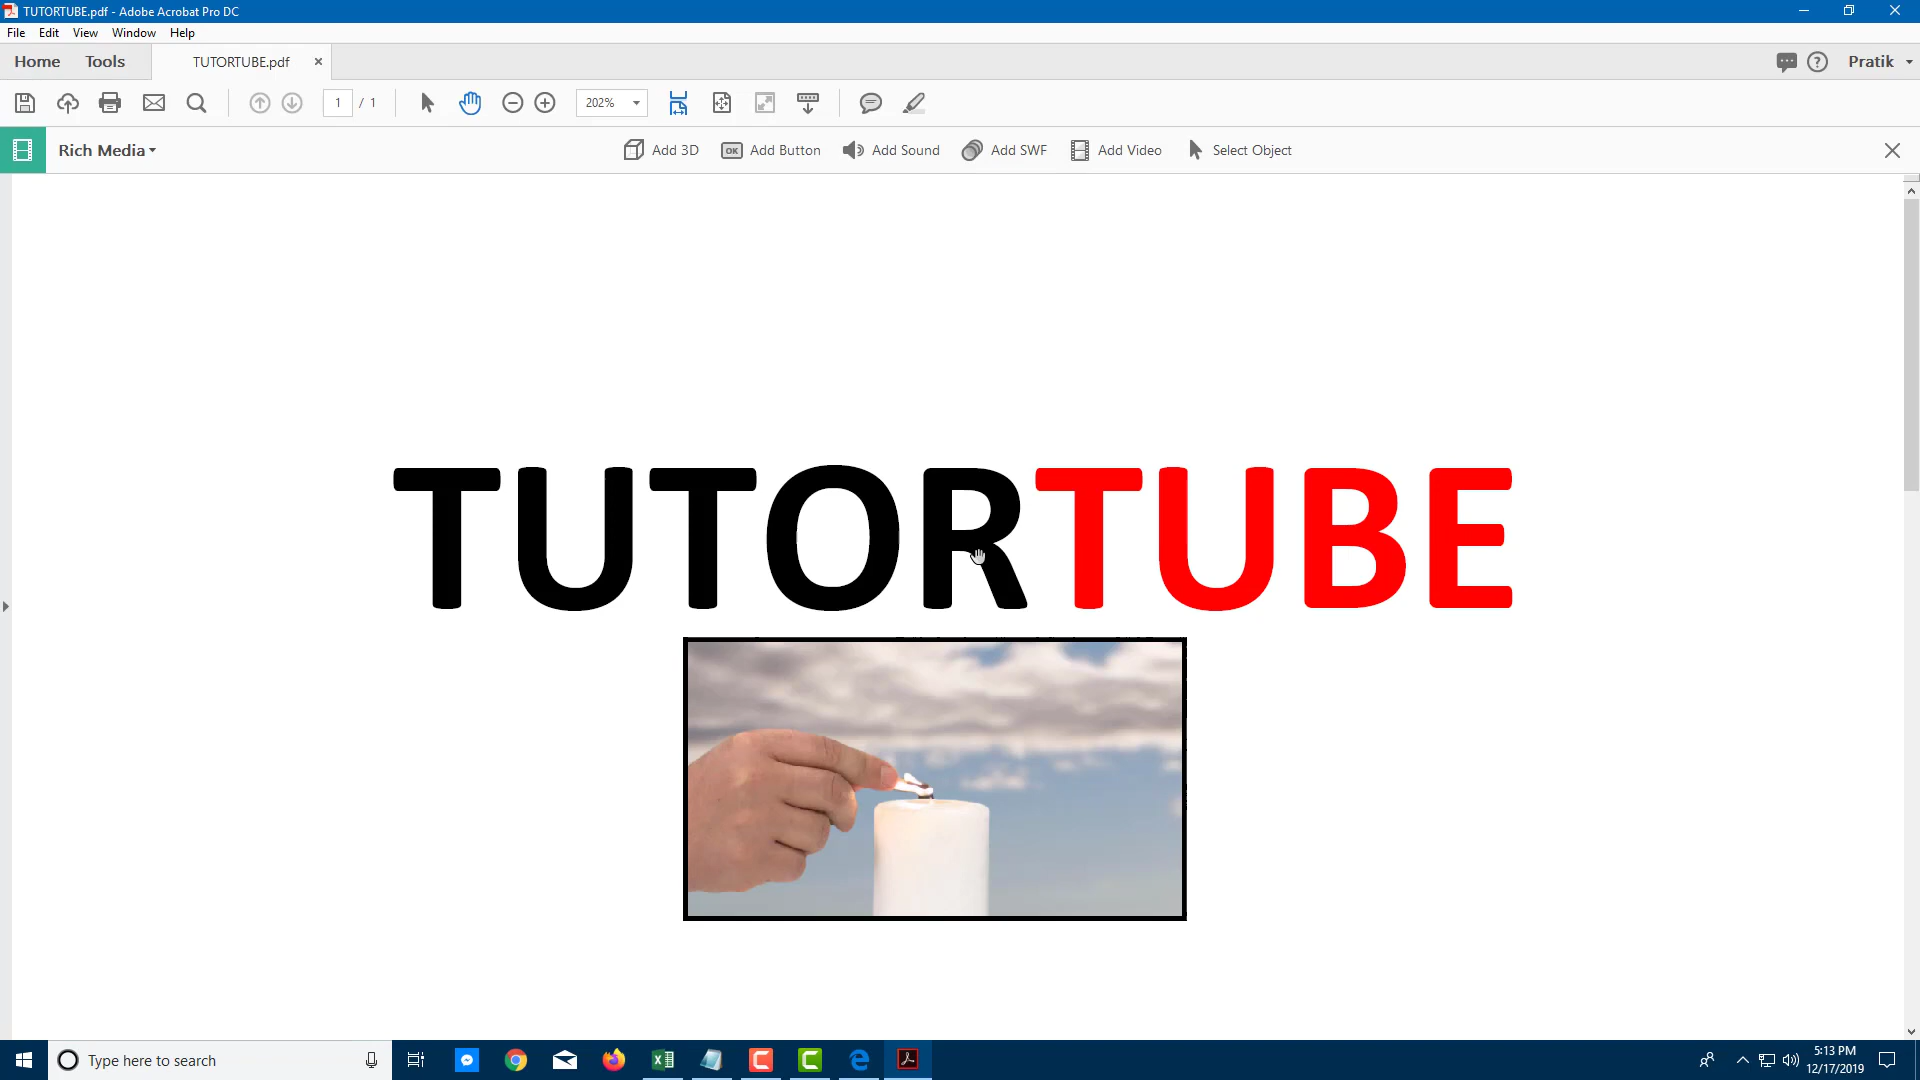 TUTORTUBE.pdf - Adobe Acrobat Pro DC
File Edit View Window Help
Home Tools TUTORTUBE.pdf Pratik
1 / 1 202%
Rich Media Add 3D OK Add Button Add Sound Add SWF Add Video Select Object
TUTORTUBE
Type here to search
5:13 PM
12/17/2019